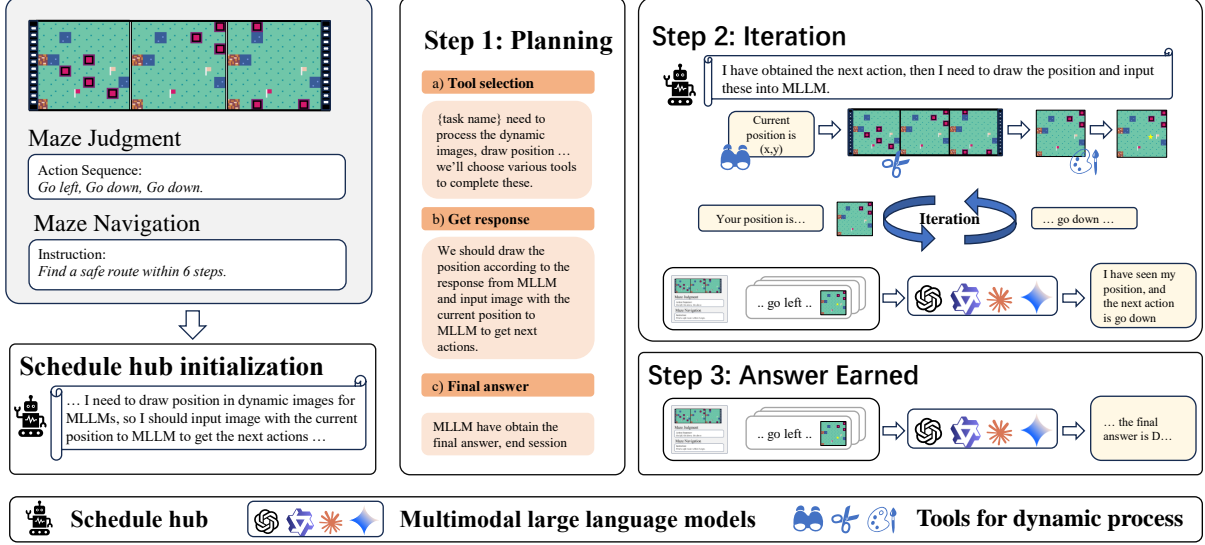 Maze Judgment
Action Sequence:
Go left, Go down, Go down.
Maze Navigation
Instruction:
Find a safe route within 6 steps.
Schedule hub initialization
… I need to draw position in dynamic images for
MLLMs, so I should input image with the current
position to MLLM to get the next actions …
Step 1: Planning
a) Tool selection
{task name} need to
process the dynamic
images, draw position …
we'll choose various tools
to complete these.
b) Get response
We should draw the
position according to the
response from MLLM
and input image with the
current position to
MLLM to get next
actions.
c) Final answer
MLLM have obtain the
final answer, end session
Step 2: Iteration
I have obtained the next action, then I need to draw the position and input
these into MLLM.
Current
position is
(x,y)
Your position is…
Iteration
… go down …
Maze Judgment
Maze Navigation
.. go left ..
I have seen my
position, and
the next action
is go down
Step 3: Answer Earned
Maze Judgment
Maze Navigation
.. go left ..
… the final
answer is D…
Schedule hub
Multimodal large language models
Tools for dynamic process